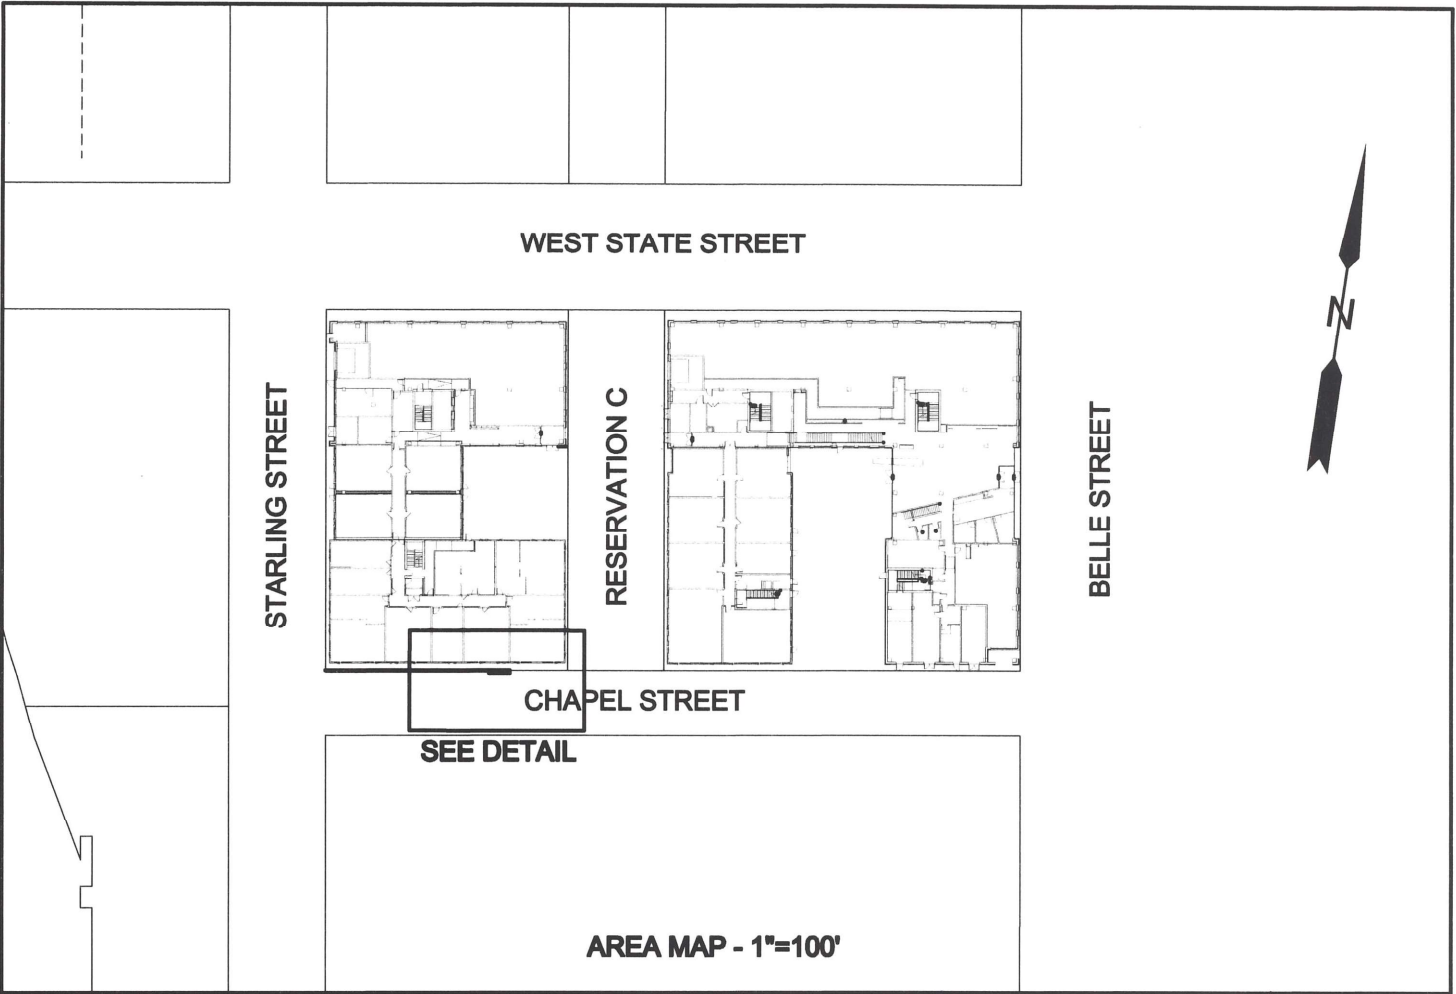 WEST STATE STREET
STARLING STREET
RESERVATION C
BELLE STREET
N
CHAPEL STREET
SEE DETAIL
AREA MAP - 1"=100'